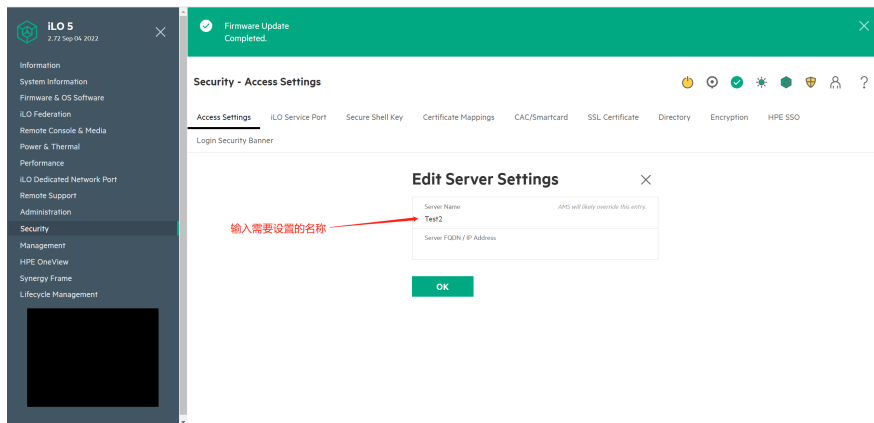 iLO 5
2.72 Sep 04 2022
Information
System Information
Firmware & OS Software
iLO Federation
Remote Console & Media
Power & Thermal
Performance
iLO Dedicated Network Port
Remote Support
Administration
Security
Management
HPE OneView
Synergy Frame
Lifecycle Management
Firmware Update
Completed.
Security - Access Settings
Access Settings iLO Service Port Secure Shell Key Certificate Mappings CAC/Smartcard SSL Certificate Directory Encryption HPE SSO
Login Security Banner
Edit Server Settings
Server Name AMS will likely override this entry.
Test2
输入需要设置的名称
Server FQDN / IP Address
OK